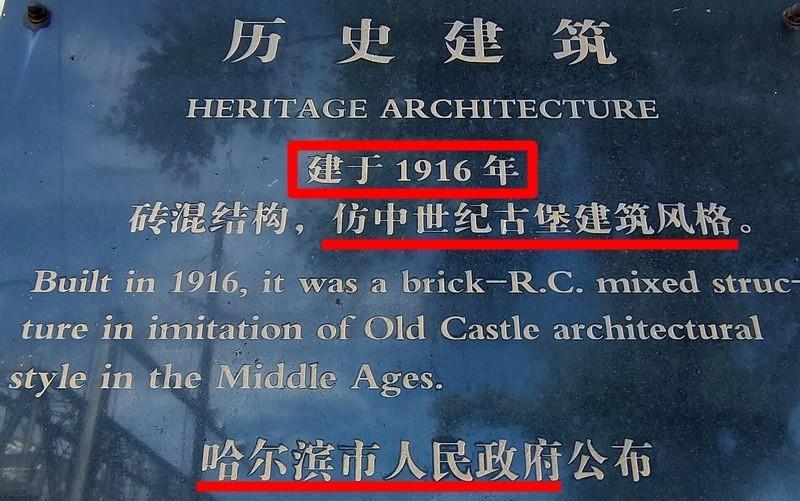 历史建筑
HERITAGE ARCHITECTURE
建于 1916 年
砖混结构，仿中世纪古堡建筑风格。
Built in 1916, it was a brick-R.C. mixed struc-
ture in imitation of Old Castle architectural
style in the Middle Ages.
哈尔滨市人民政府公布